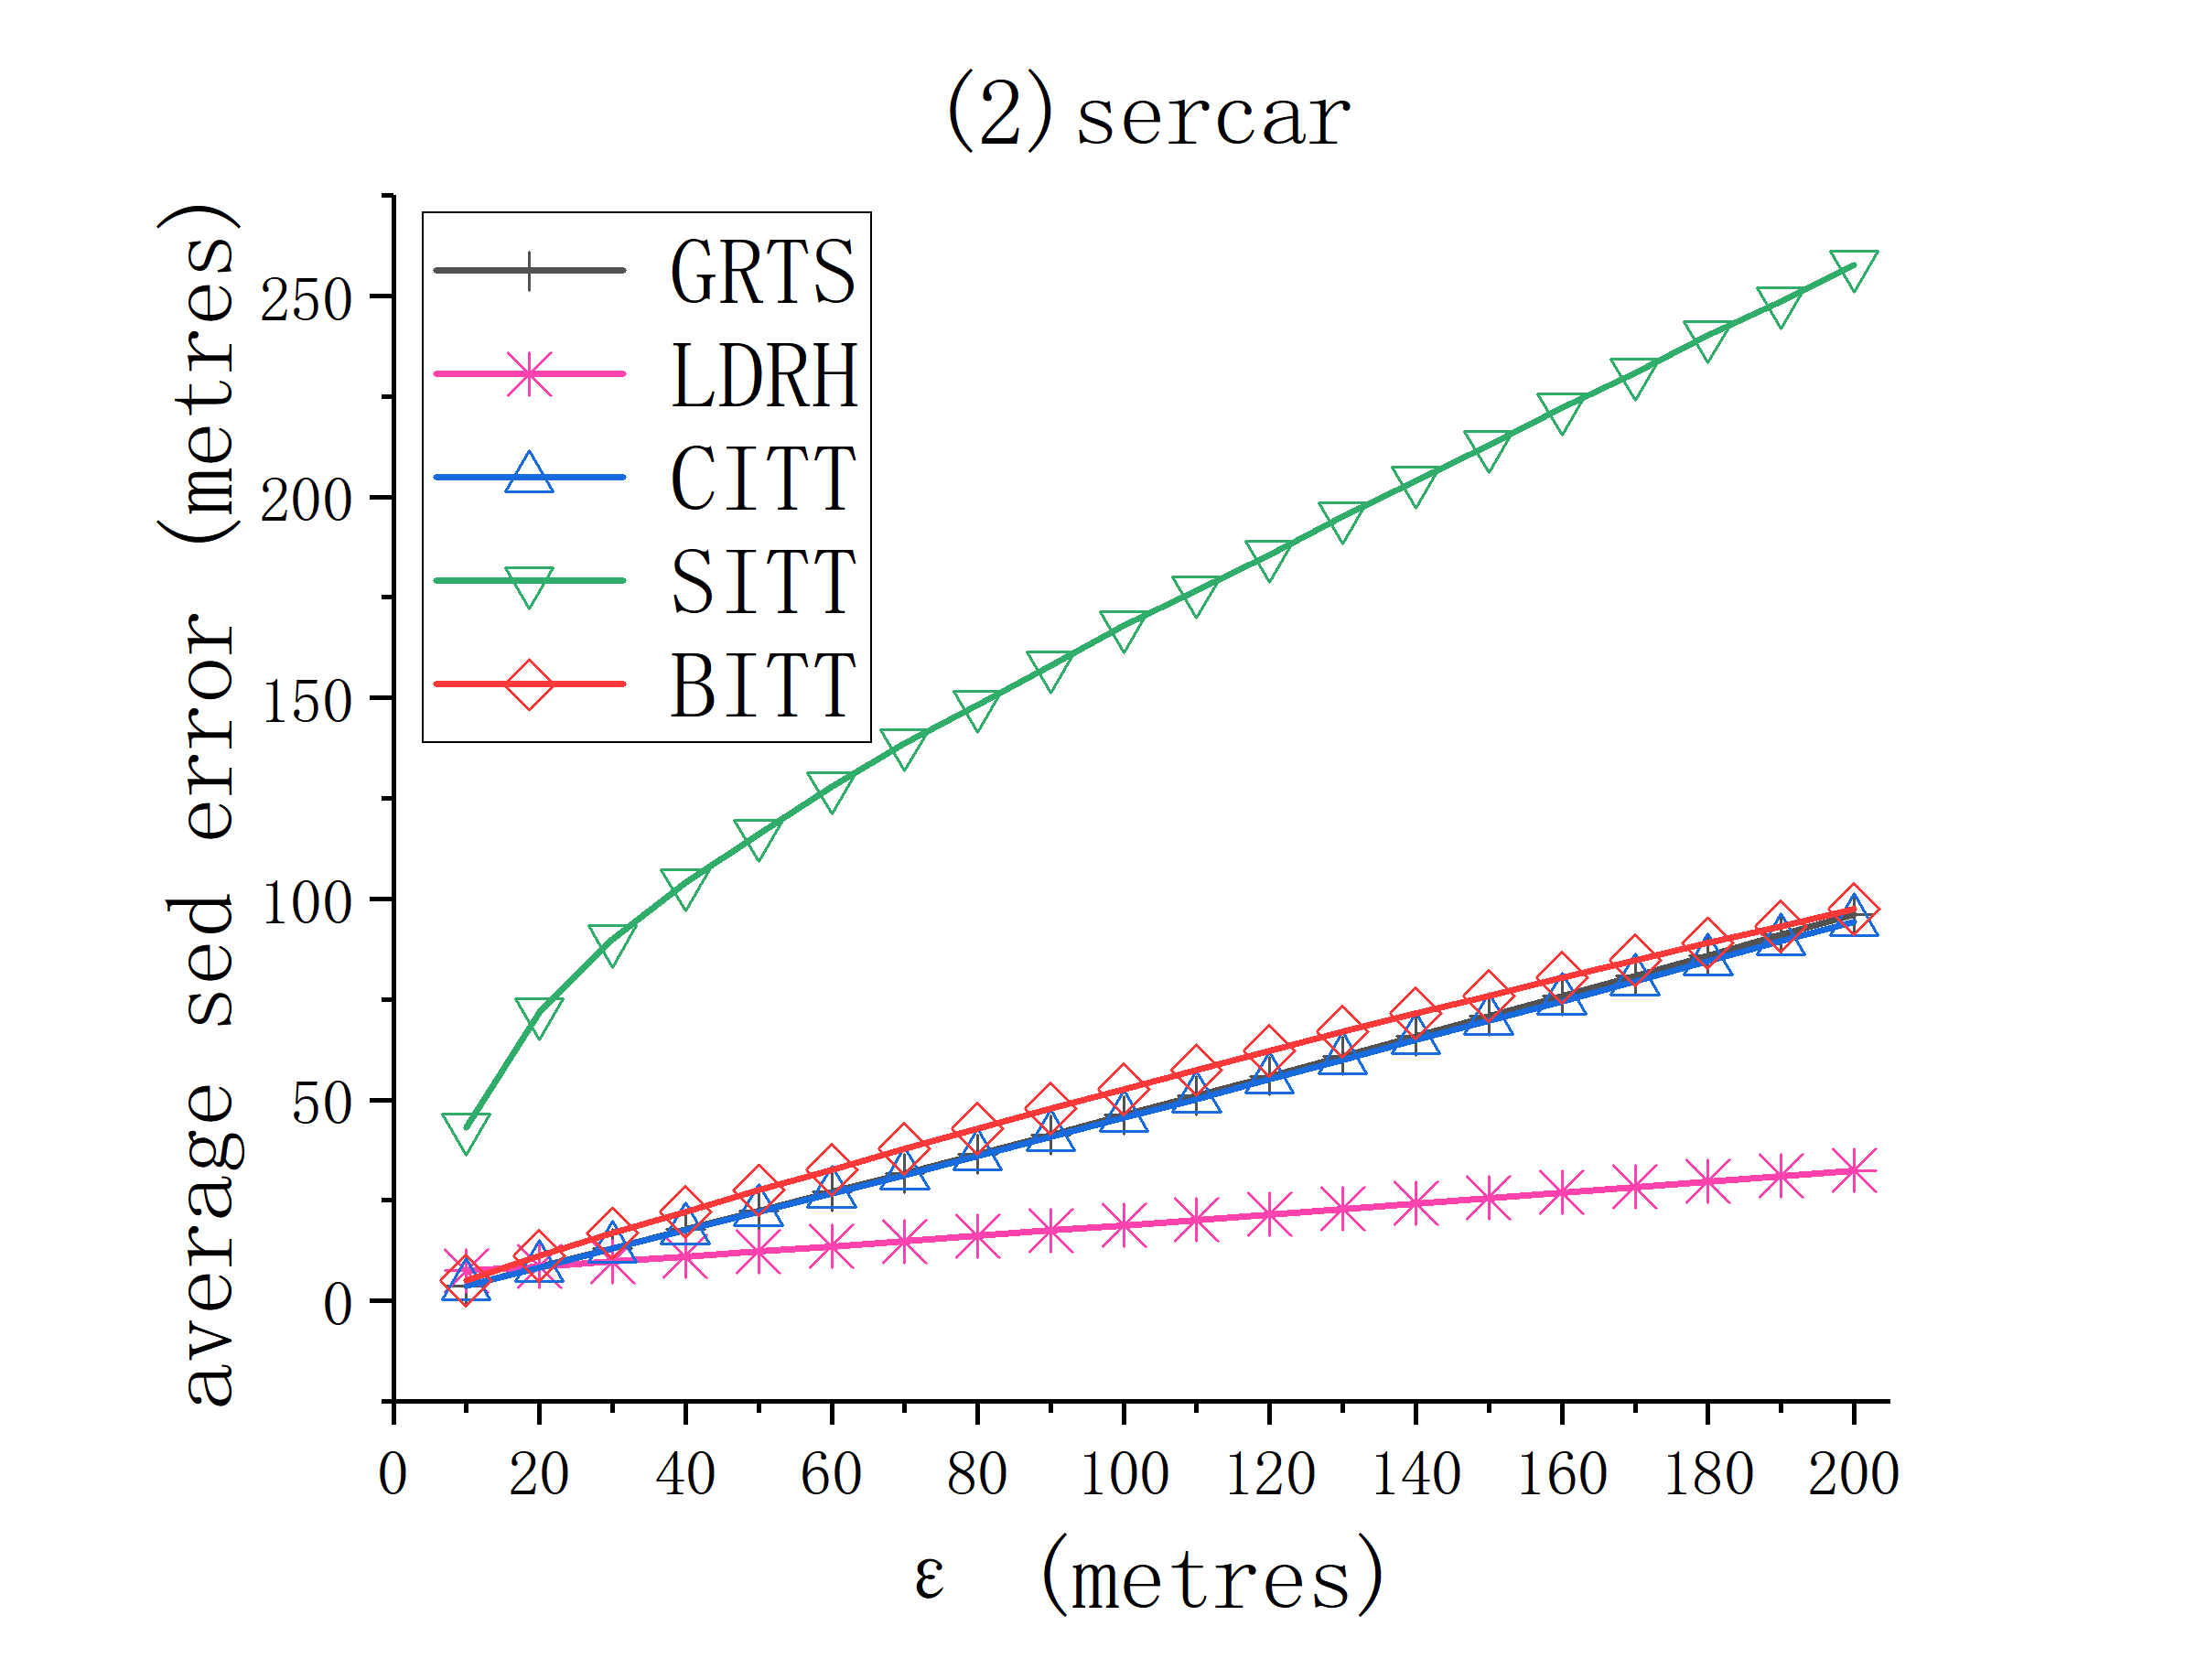 (2)sercar
average sed error (metres)
250
200
150
100
50
0
GRTS
LDRH
CITT
SITT
BITT
0 20 40 60 80 100 120 140 160 180 200
ε (metres)